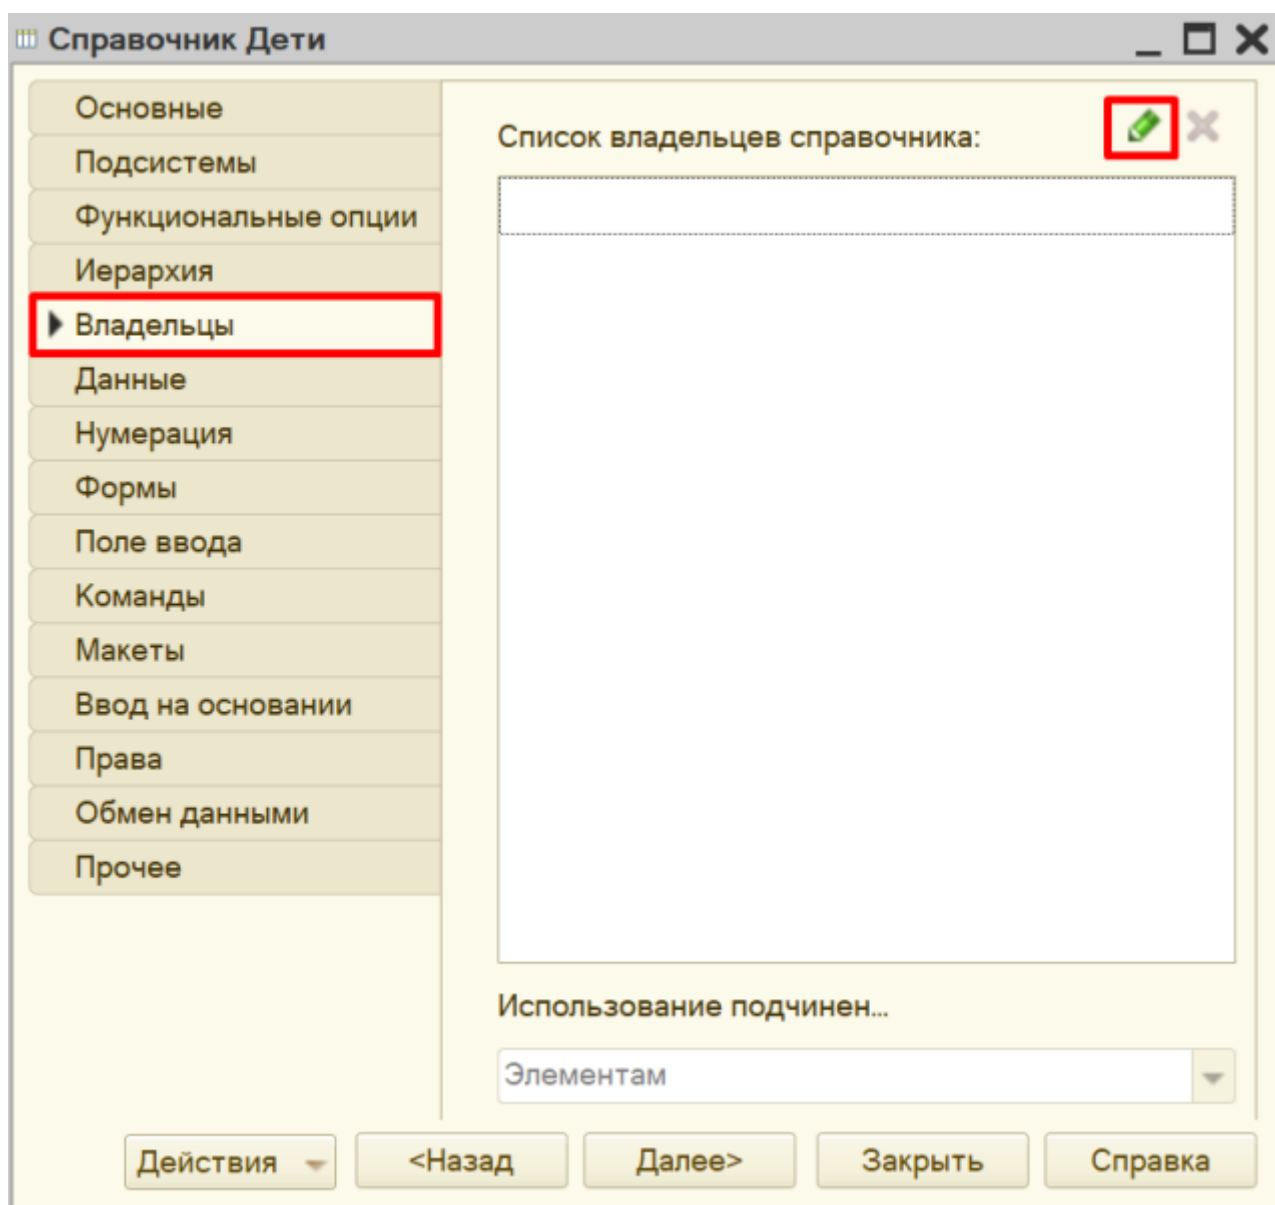 Справочник Дети
Основные
Подсистемы
Функциональные опции
Иерархия
Владельцы
Данные
Нумерация
Формы
Поле ввода
Команды
Макеты
Ввод на основании
Права
Обмен данными
Прочее
Список владельцев справочника:
Использование подчинен...
Элементам
Действия
<Назад
Далее>
Закрыть
Справка